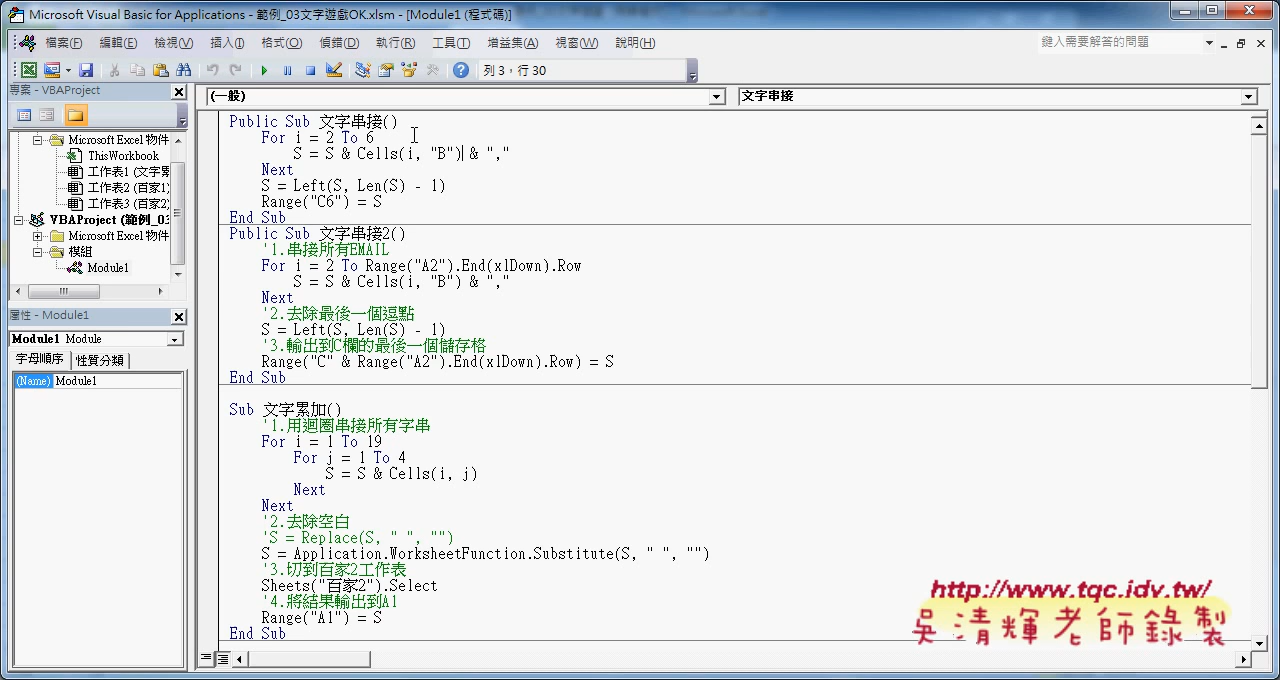 Microsoft Visual Basic for Applications - 範例_03文字遊戲OK.xlsm - [Module1 (程式碼)]
檔案(F) 編輯(E) 檢視(V) 插入(I) 格式(O) 偵錯(D) 執行(R) 工具(T) 增益集(A) 視窗(W) 說明(H) 鍵入需要解答的問題
列 3，行 30
專案 - VBAProject
(一般) 文字串接
Microsoft Excel 物件
ThisWorkbook
工作表1 (文字累
工作表2 (百家1)
工作表3 (百家2)
VBAProject (範例_03
Microsoft Excel 物件
模組
Module1
屬性 - Module1
Module1 Module
字母順序 性質分類
(Name) Module1
Public Sub 文字串接()
For i = 2 To 6
S = S & Cells(i, "B") & ","
Next
S = Left(S, Len(S) - 1)
Range("C6") = S
End Sub
Public Sub 文字串接2()
'1.串接所有EMAIL
For i = 2 To Range("A2").End(xlDown).Row
S = S & Cells(i, "B") & ","
Next
'2.去除最後一個逗點
S = Left(S, Len(S) - 1)
'3.輸出到C欄的最後一個儲存格
Range("C" & Range("A2").End(xlDown).Row) = S
End Sub
Sub 文字累加()
'1.用迴圈串接所有字串
For i = 1 To 19
For j = 1 To 4
S = S & Cells(i, j)
Next
Next
'2.去除空白
'S = Replace(S, " ", "")
S = Application.WorksheetFunction.Substitute(S, " ", "")
'3.切到百家2工作表
Sheets("百家2").Select
'4.將結果輸出到A1
Range("A1") = S
End Sub
http://www.tqc.idv.tw/
吳清輝老師錄製